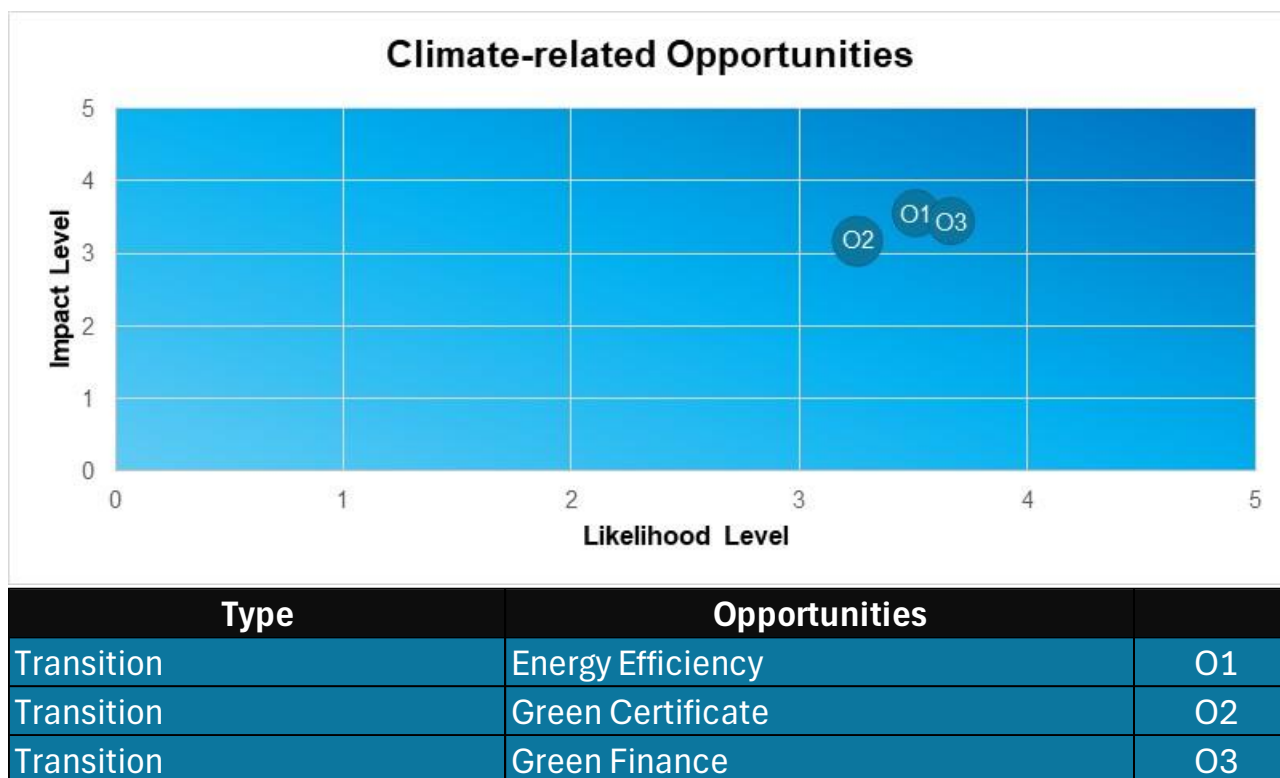 Climate-related Opportunities
5
4
3
2
1
0
Impact Level
O1
O3
O2
0 1 2 3 4 5
Likelihood Level
Type Opportunities
Transition Energy Efficiency O1
Transition Green Certificate O2
Transition Green Finance O3